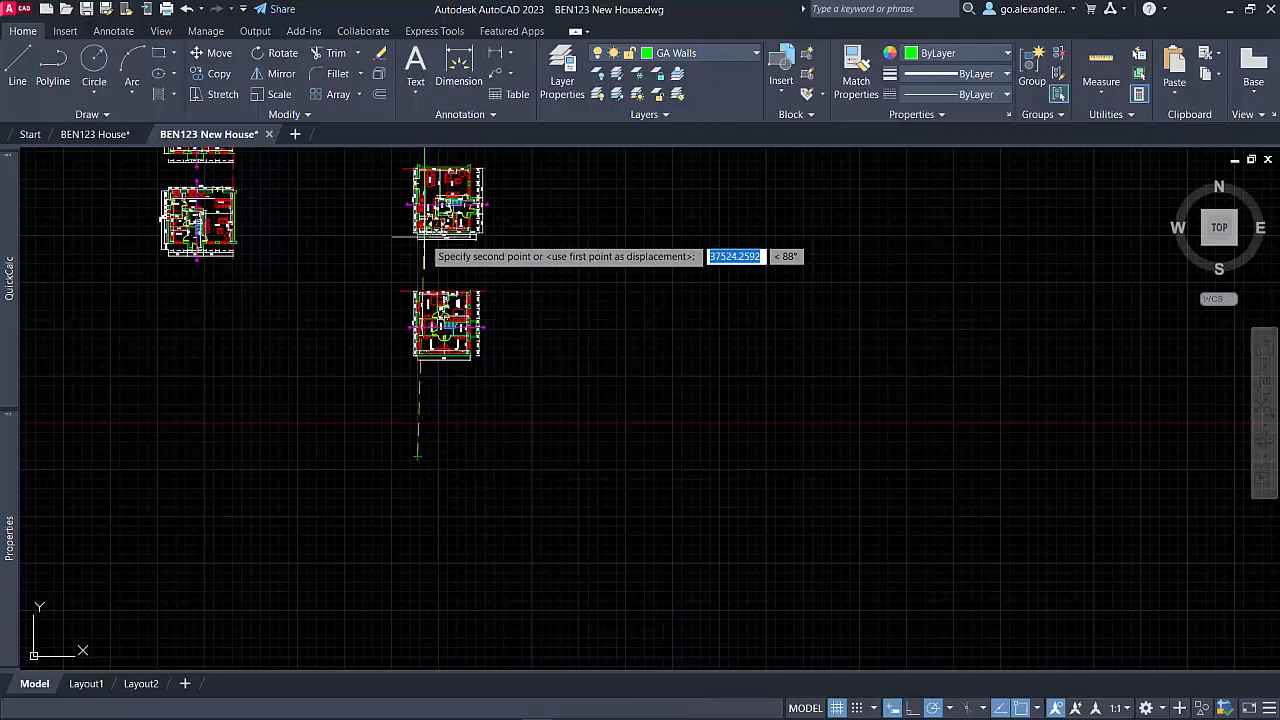 CAD
Share
Autodesk AutoCAD 2023 BEN123 New House.dwg
Type a keyword or phrase
go.alexander...
Home Insert Annotate View Manage Output Add-ins Collaborate Express Tools Featured Apps
Line Polyline Circle Arc
Move Rotate Trim
Copy Mirror Fillet
Stretch Scale Array
Text Dimension Table
Layer Properties
GA Walls
Insert
Match Properties
ByLayer
ByLayer
ByLayer
Group
Measure
Paste
Base
Draw Modify Annotation Layers Block Properties Groups Utilities Clipboard View
Start BEN123 House* BEN123 New House*
N
W TOP E
S
WCS
QuickCalc
Specify second point or <use first point as displacement>: 37524.2592 < 88°
Properties
Y
X
Model Layout1 Layout2
MODEL 1:1